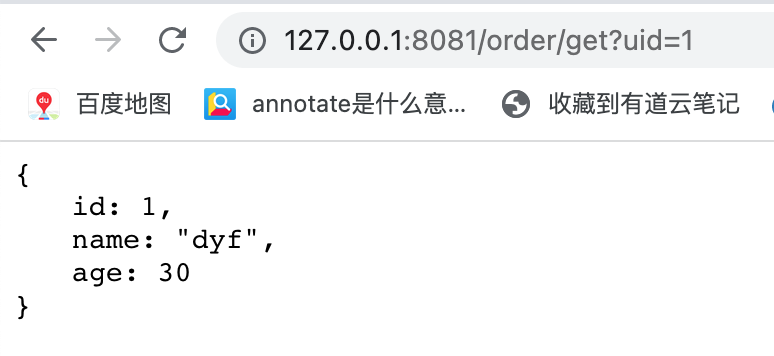 127.0.0.1:8081/order/get?uid=1
du 百度地图 annotate是什么意... 收藏到有道云笔记
{
    id: 1,
    name: "dyf",
    age: 30
}